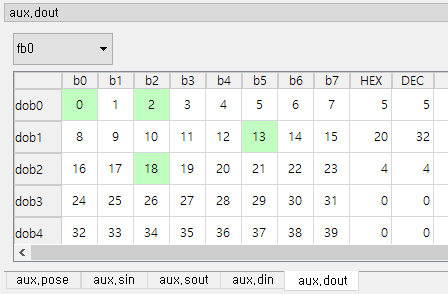 aux.dout
fb0
b0 b1 b2 b3 b4 b5 b6 b7 HEX DEC
dob0 0 1 2 3 4 5 6 7 5 5
dob1 8 9 10 11 12 13 14 15 20 32
dob2 16 17 18 19 20 21 22 23 4 4
dob3 24 25 26 27 28 29 30 31 0 0
dob4 32 33 34 35 36 37 38 39 0 0
aux.pose aux.sin aux.sout aux.din aux.dout